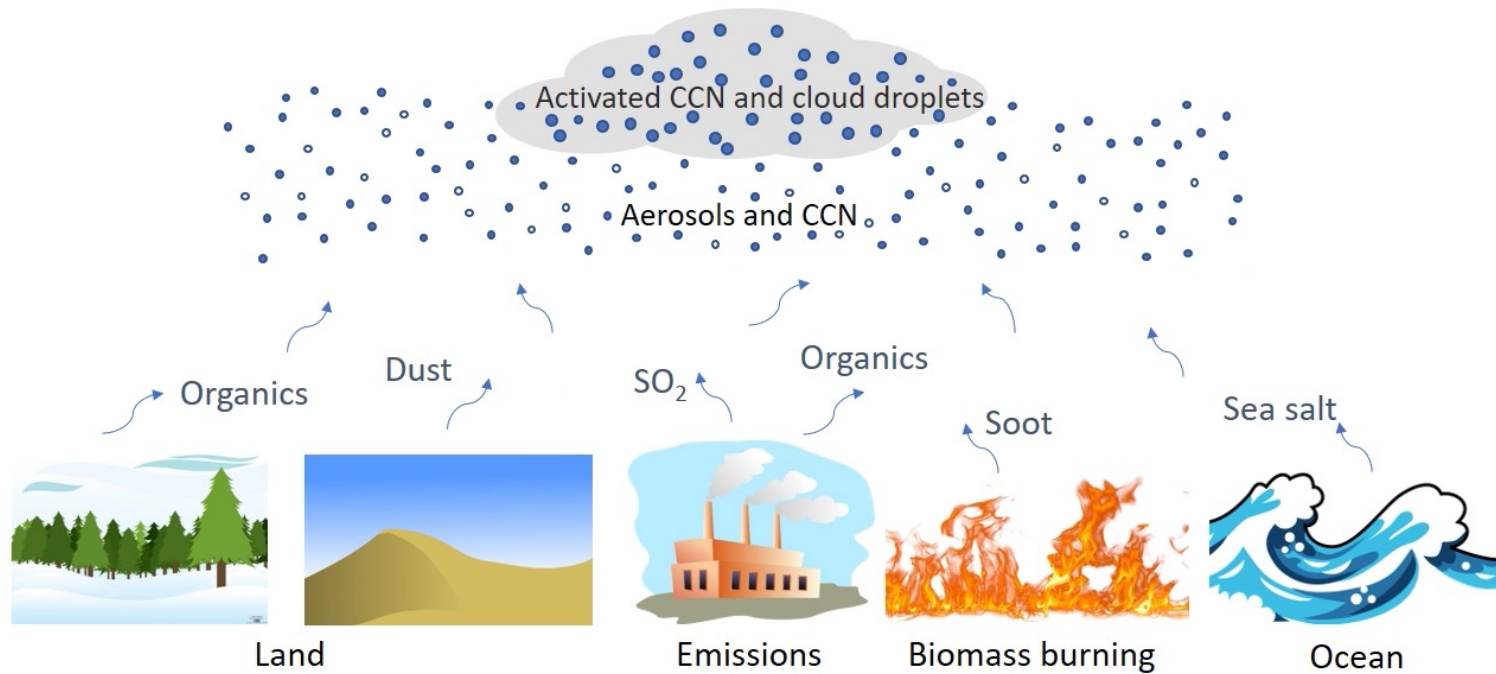 Activated CCN and cloud droplets
Aerosols and CCN
Organics
Dust
SO₂
Organics
Soot
Sea salt
Land
Emissions
Biomass burning
Ocean